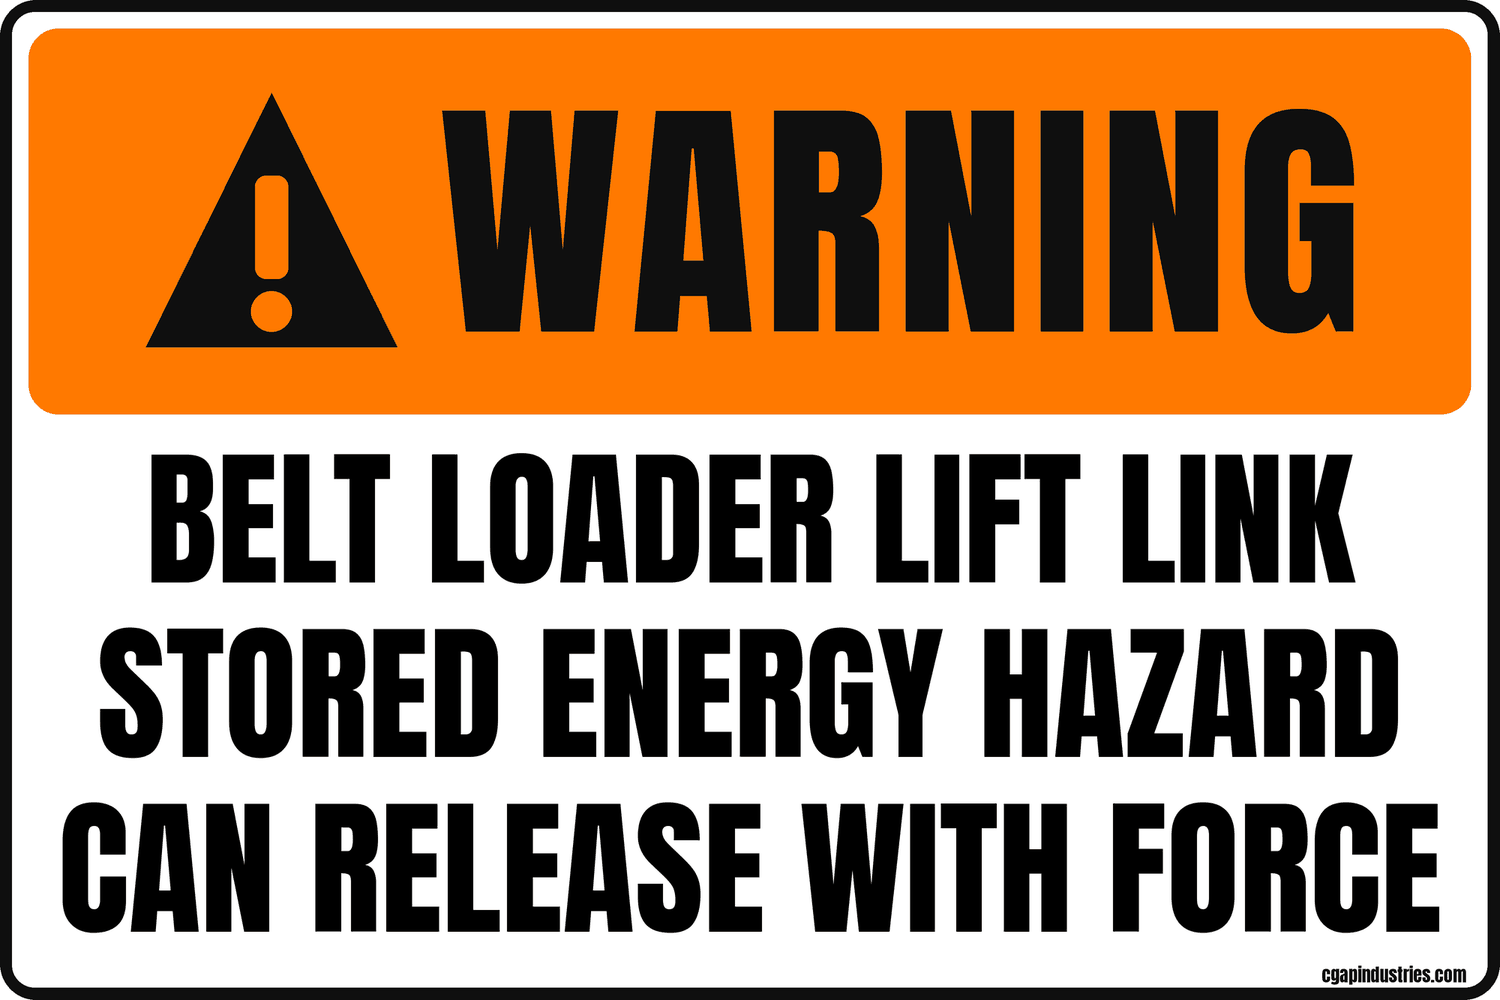 WARNING
BELT LOADER LIFT LINK
STORED ENERGY HAZARD
CAN RELEASE WITH FORCE
cgapindustries.com